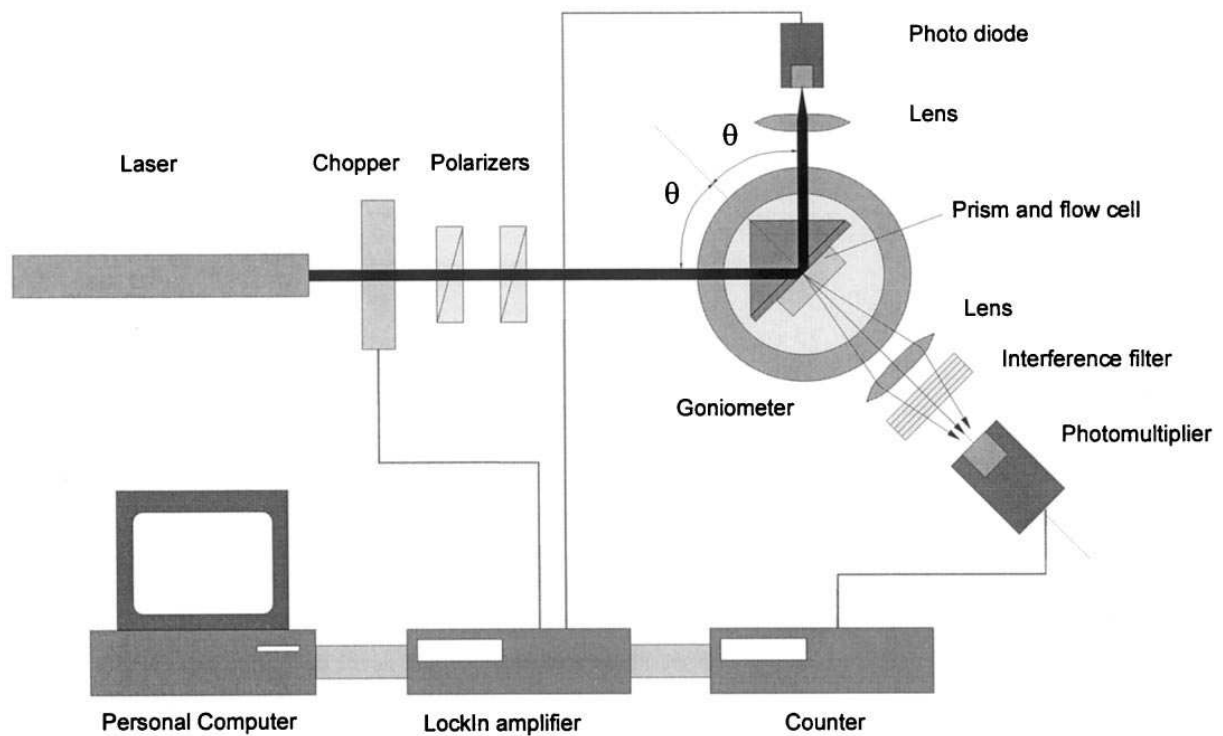 Photo diode
Lens
θ
Laser
Chopper
Polarizers
θ
Prism and flow cell
Lens
Interference filter
Goniometer
Photomultiplier
Personal Computer
LockIn amplifier
Counter